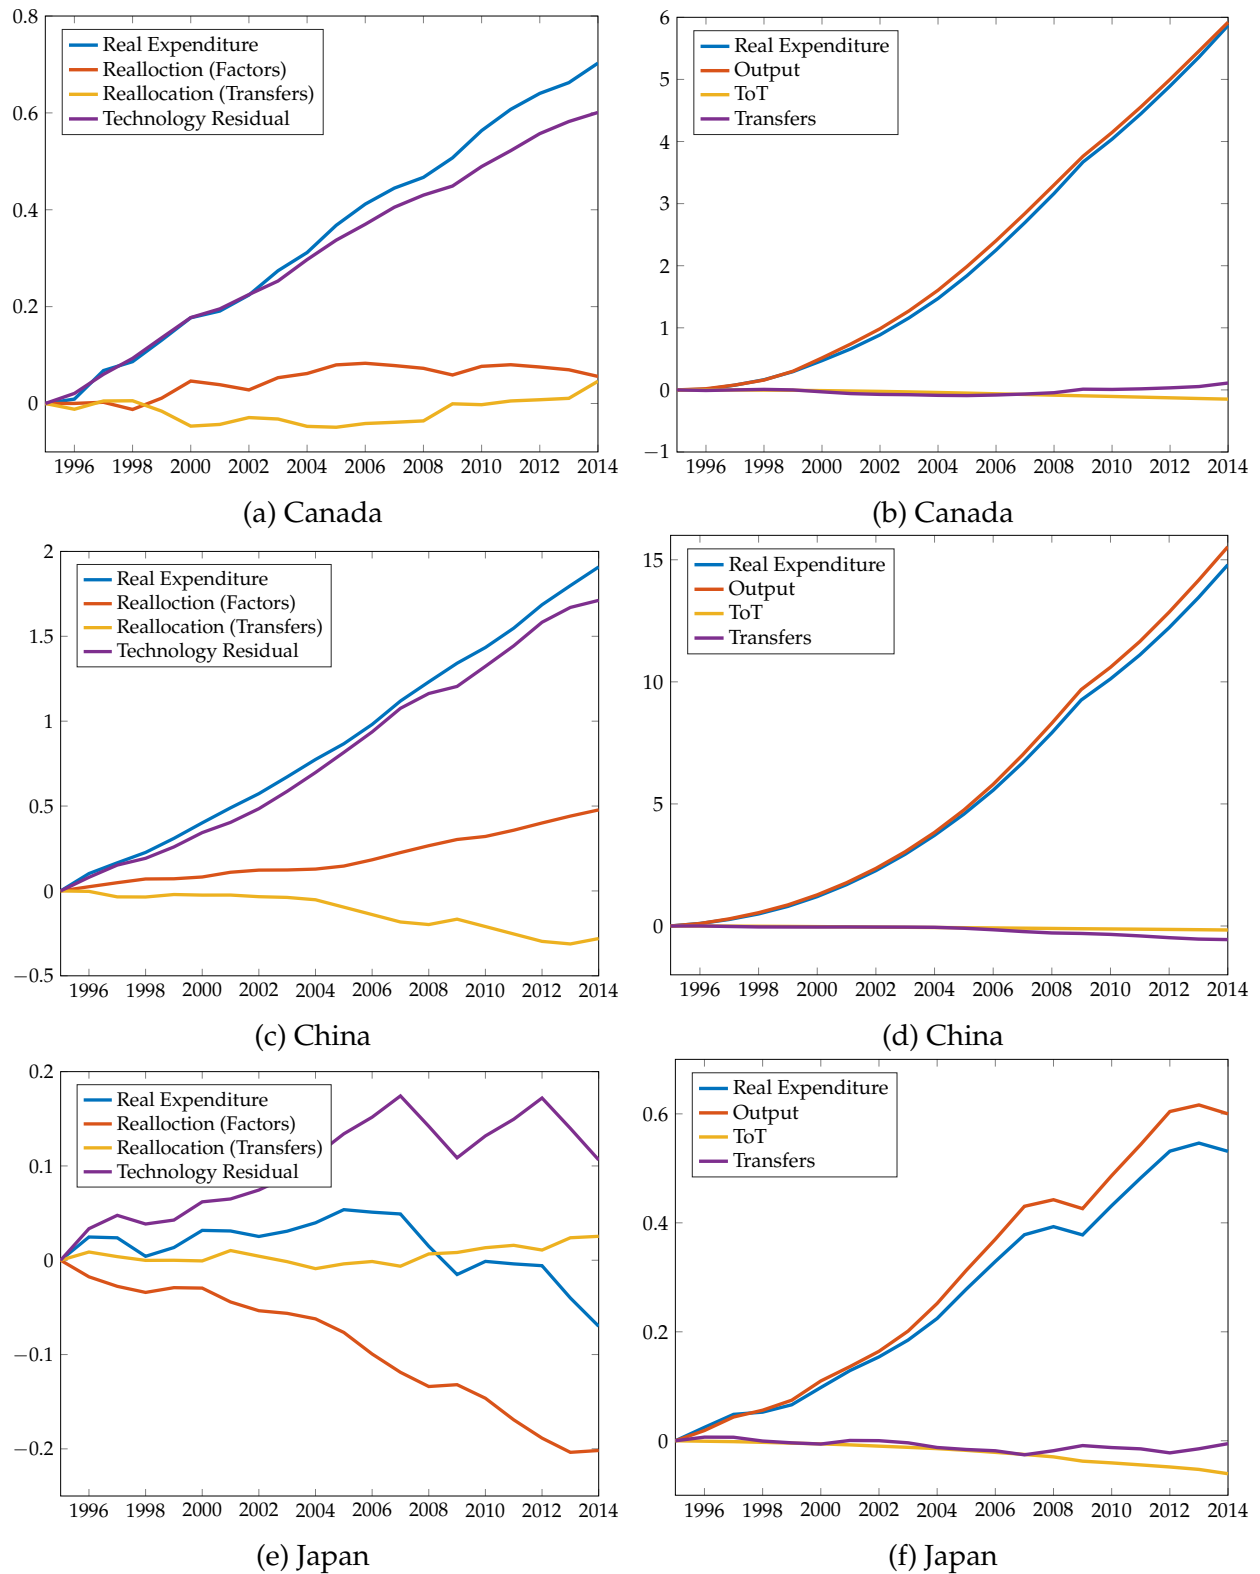 0.8
0.6
0.4
0.2
0
Real Expenditure
Realloction (Factors)
Reallocation (Transfers)
Technology Residual
1996 1998 2000 2002 2004 2006 2008 2010 2012 2014
(a) Canada
6
5
4
3
2
1
0
−1
Real Expenditure
Output
ToT
Transfers
1996 1998 2000 2002 2004 2006 2008 2010 2012 2014
(b) Canada
2
1.5
1
0.5
0
−0.5
Real Expenditure
Realloction (Factors)
Reallocation (Transfers)
Technology Residual
1996 1998 2000 2002 2004 2006 2008 2010 2012 2014
(c) China
15
10
5
0
Real Expenditure
Output
ToT
Transfers
1996 1998 2000 2002 2004 2006 2008 2010 2012 2014
(d) China
0.2
0.1
0
−0.1
−0.2
Real Expenditure
Realloction (Factors)
Reallocation (Transfers)
Technology Residual
1996 1998 2000 2002 2004 2006 2008 2010 2012 2014
(e) Japan
0.6
0.4
0.2
0
Real Expenditure
Output
ToT
Transfers
1996 1998 2000 2002 2004 2006 2008 2010 2012 2014
(f) Japan